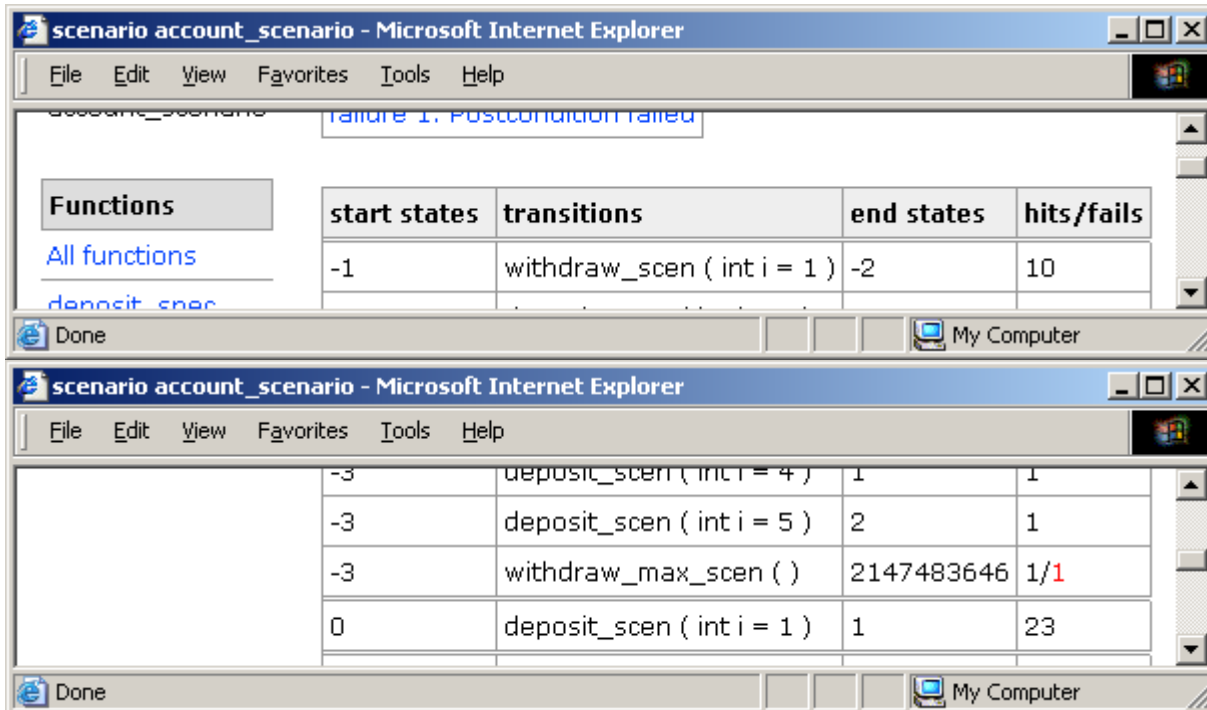 scenario account_scenario - Microsoft Internet Explorer
File Edit View Favorites Tools Help
account_scenario
failure 1. Postcondition failed
Functions
All functions
deposit_spec
start states transitions end states hits/fails
-1 withdraw_scen ( int i = 1 ) -2 10
Done My Computer
scenario account_scenario - Microsoft Internet Explorer
File Edit View Favorites Tools Help
-3 deposit_scen ( int i = 4 ) 1 1
-3 deposit_scen ( int i = 5 ) 2 1
-3 withdraw_max_scen ( ) 2147483646 1/1
0 deposit_scen ( int i = 1 ) 1 23
Done My Computer